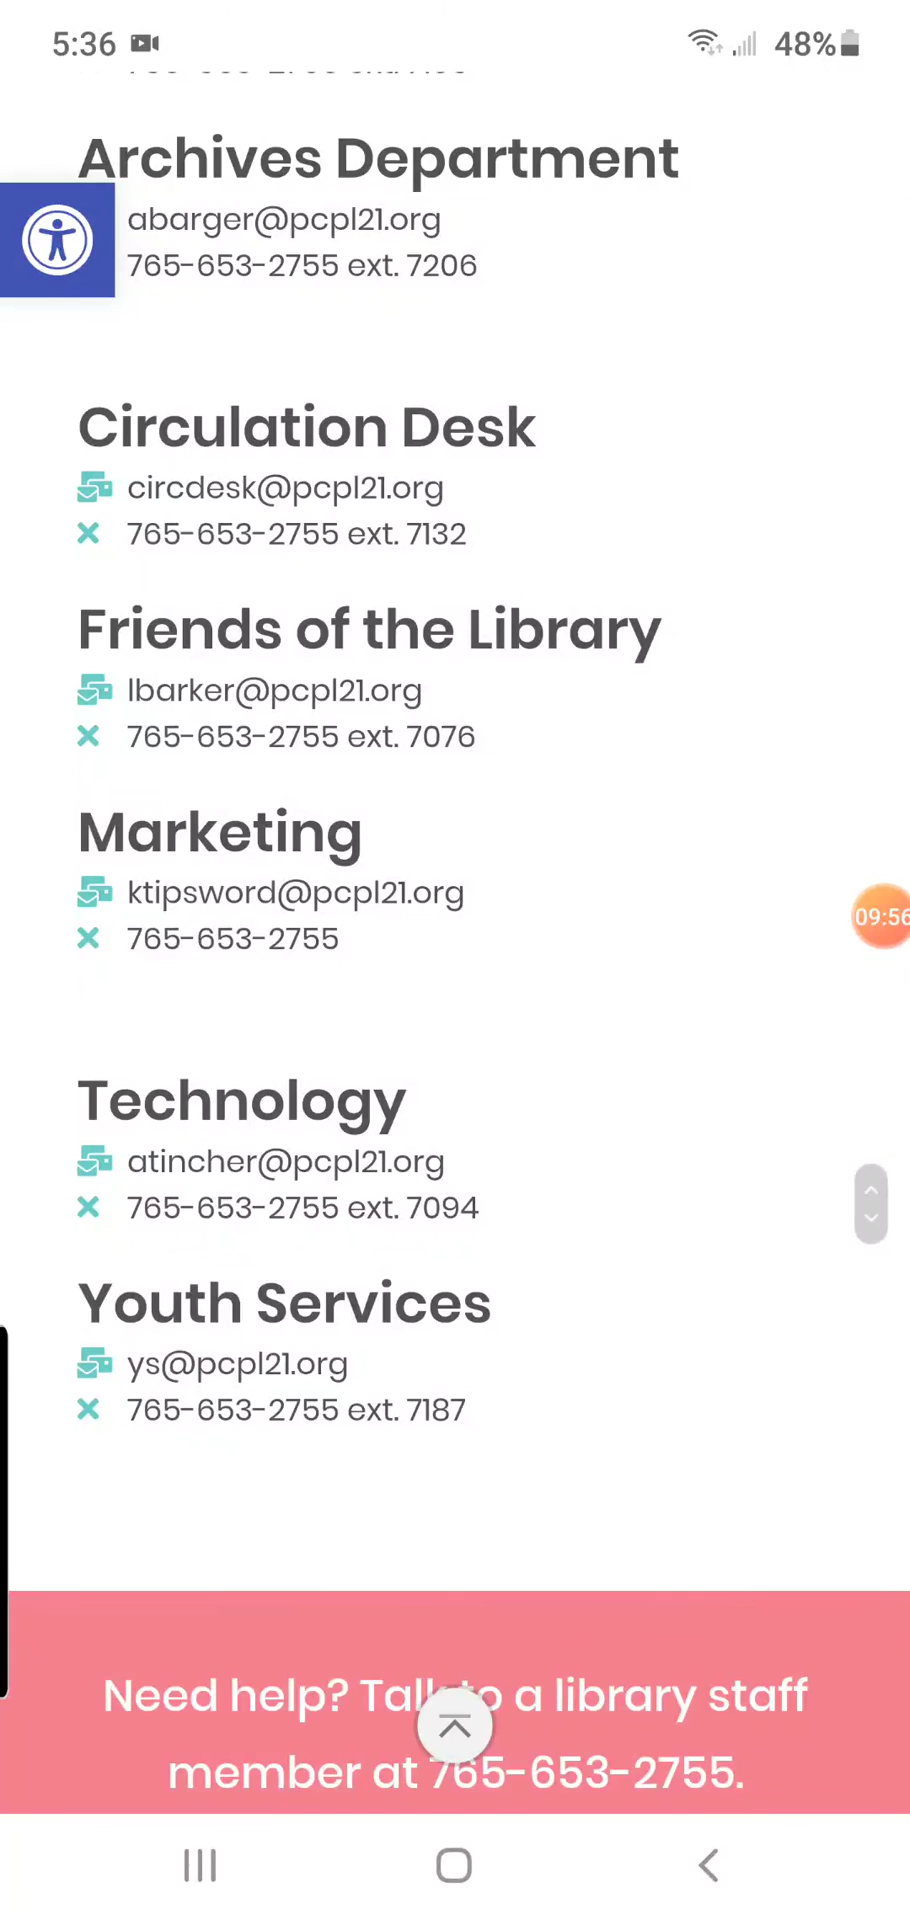 5:36
48%
Archives Department
abarger@pcpl21.org
765-653-2755 ext. 7206
Circulation Desk
circdesk@pcpl21.org
765-653-2755 ext. 7132
Friends of the Library
lbarker@pcpl21.org
765-653-2755 ext. 7076
Marketing
ktipsword@pcpl21.org
765-653-2755
09:56
Technology
atincher@pcpl21.org
765-653-2755 ext. 7094
Youth Services
ys@pcpl21.org
765-653-2755 ext. 7187
Need help? Talk to a library staff
member at 765-653-2755.